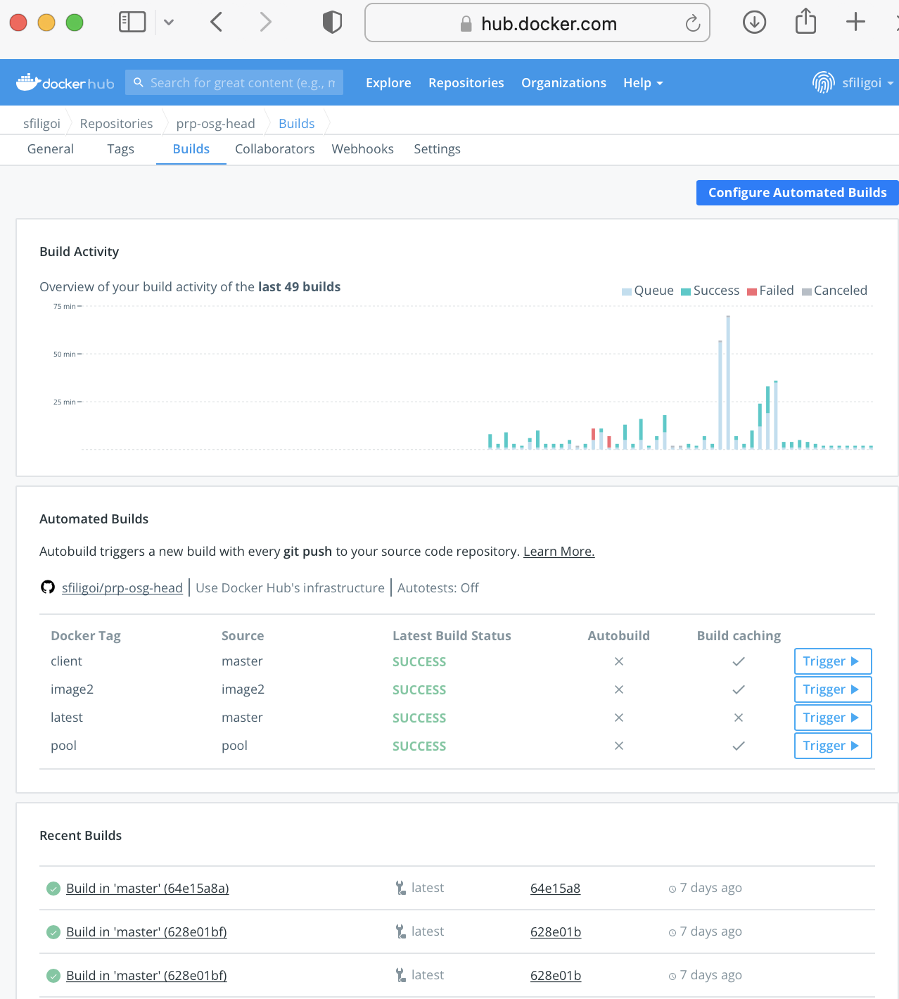 hub.docker.com
docker hub Search for great content (e.g., m Explore Repositories Organizations Help sfiligoi
sfiligoi Repositories prp-osg-head Builds
General Tags Builds Collaborators Webhooks Settings
Configure Automated Builds
Build Activity
Overview of your build activity of the last 49 builds
Queue Success Failed Canceled
75 min
50 min
25 min
Automated Builds
Autobuild triggers a new build with every git push to your source code repository. Learn More.
sfiligoi/prp-osg-head Use Docker Hub's infrastructure Autotests: Off
Docker Tag Source Latest Build Status Autobuild Build caching
client master SUCCESS Trigger
image2 image2 SUCCESS Trigger
latest master SUCCESS Trigger
pool pool SUCCESS Trigger
Recent Builds
Build in 'master' (64e15a8a) latest 64e15a8 7 days ago
Build in 'master' (628e01bf) latest 628e01b 7 days ago
Build in 'master' (628e01bf) latest 628e01b 7 days ago